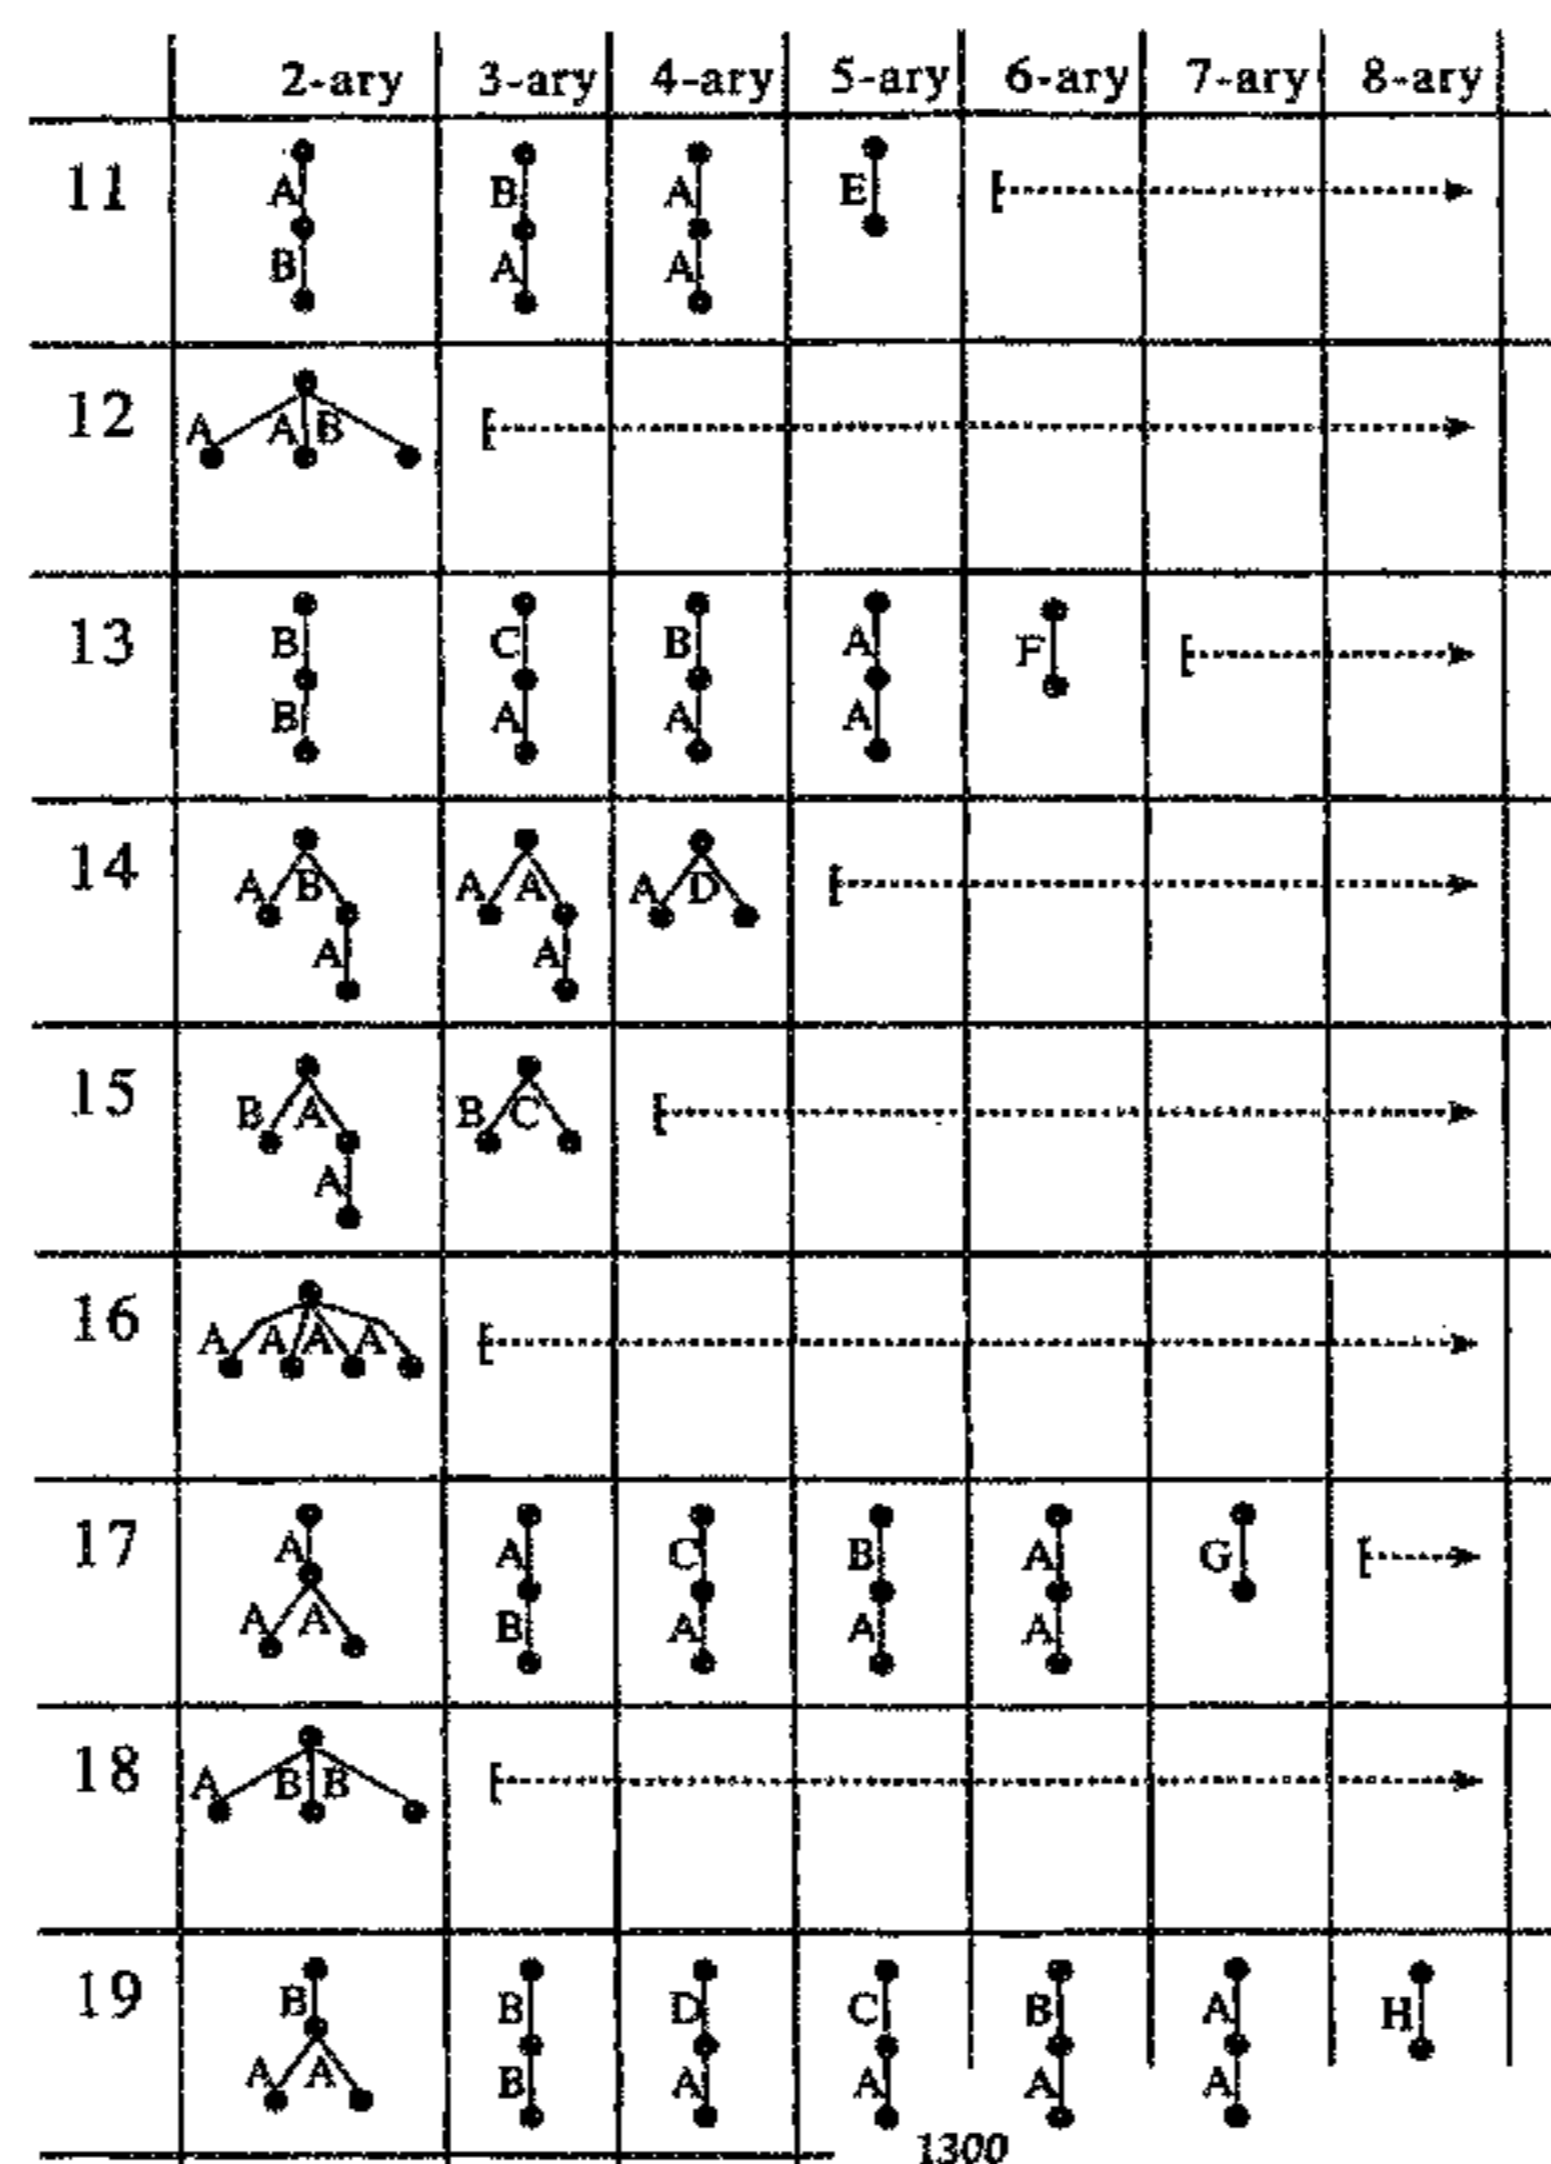 2-ary 3-ary 4-ary 5-ary 6-ary 7-ary 8-ary
11 A B A E
B A A
12 A A B
13 B C B A F
B A A A
14 A B A A A D
A A
15 B A B C
A
16 A A A A
17 A A C B A G
A A B A A A
18 A B B
19 B B D C B A H
A A B A A A A
1300